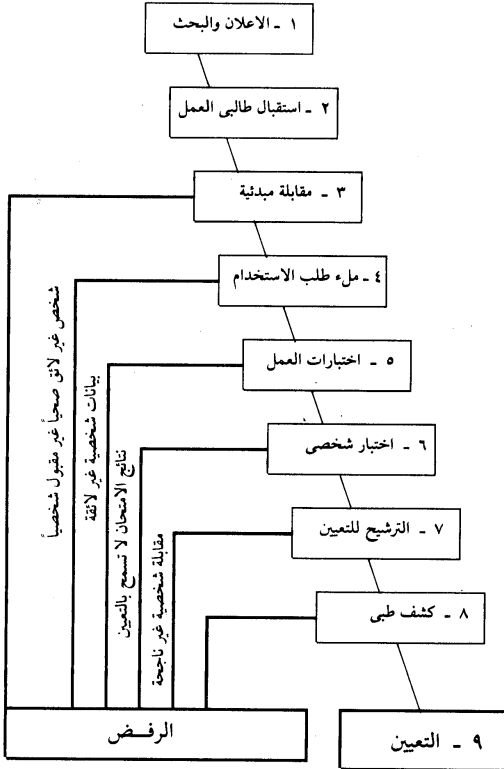 ١ - الاعلان والبحث
٢ - استقبال طالبى العمل
٣ - مقابلة مبدئية
٤ - ملء طلب الاستخدام
٥ - اختبارات العمل
٦ - اختبار شخصى
٧ - الترشيح للتعيين
٨ - كشف طبى
٩ - التعيين
شخص غير لائق صحياً غير مقبول شخصياً
بيانات شخصية غير لائقة
نتائج الامتحان لا تسمح بالتعيين
مقابلة شخصية غير ناجحة
الرفض